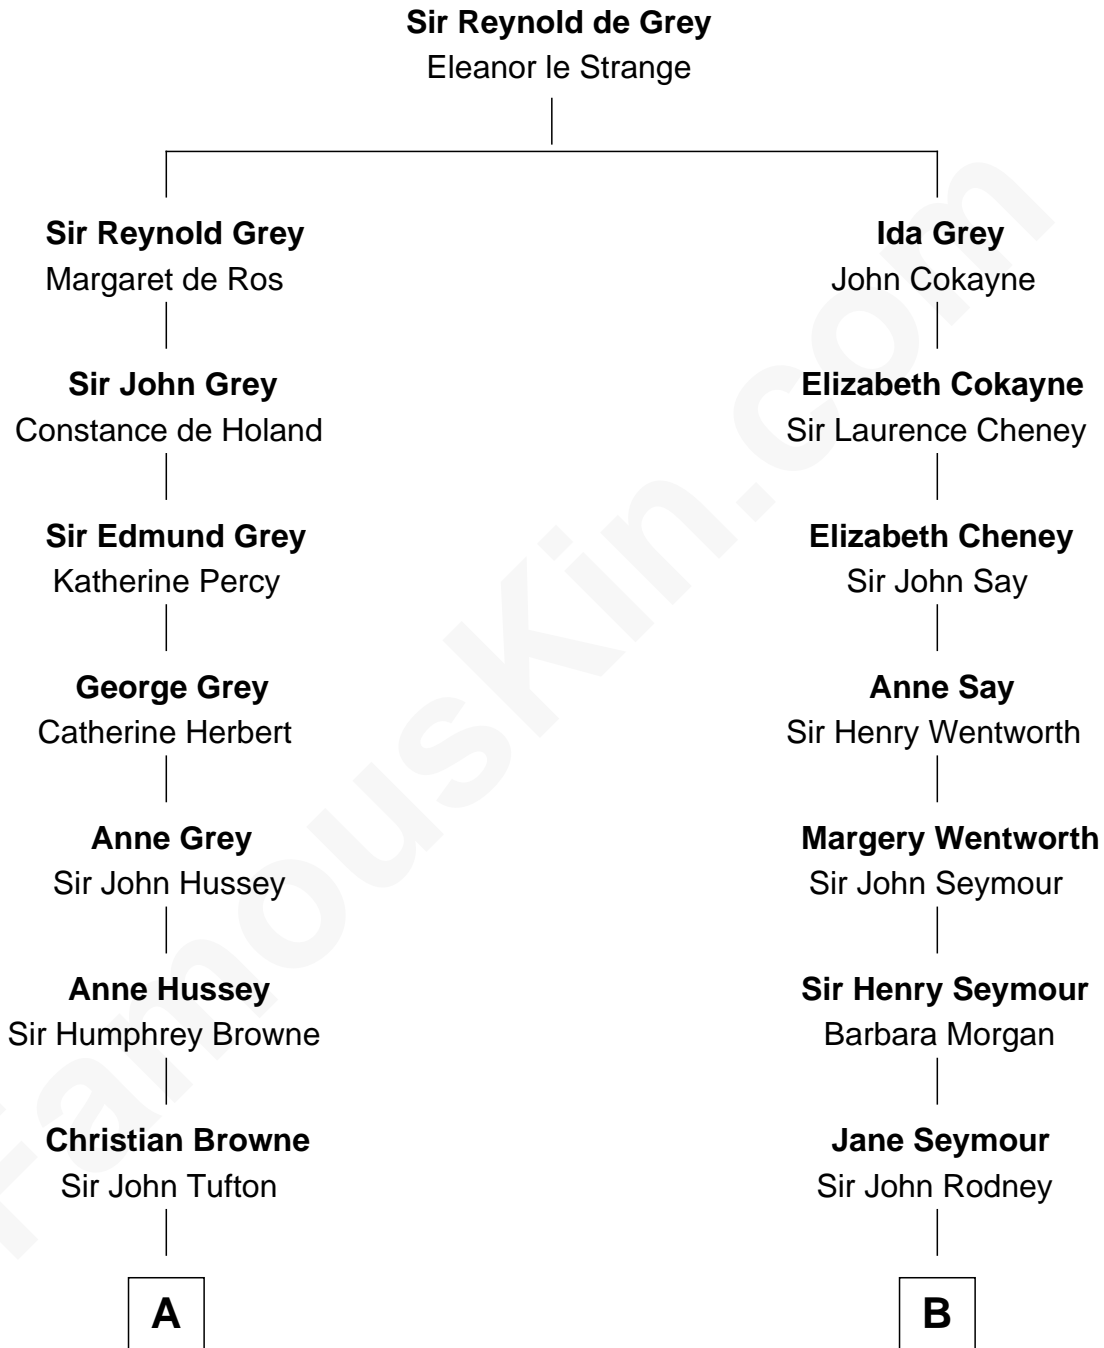 Sir Reynold de Grey
Eleanor le Strange
Sir Reynold Grey
Margaret de Ros
Sir John Grey
Constance de Holand
Sir Edmund Grey
Katherine Percy
George Grey
Catherine Herbert
Anne Grey
Sir John Hussey
Anne Hussey
Sir Humphrey Browne
Christian Browne
Sir John Tufton
A
Ida Grey
John Cokayne
Elizabeth Cokayne
Sir Laurence Cheney
Elizabeth Cheney
Sir John Say
Anne Say
Sir Henry Wentworth
Margery Wentworth
Sir John Seymour
Sir Henry Seymour
Barbara Morgan
Jane Seymour
Sir John Rodney
B
FamousKin.com